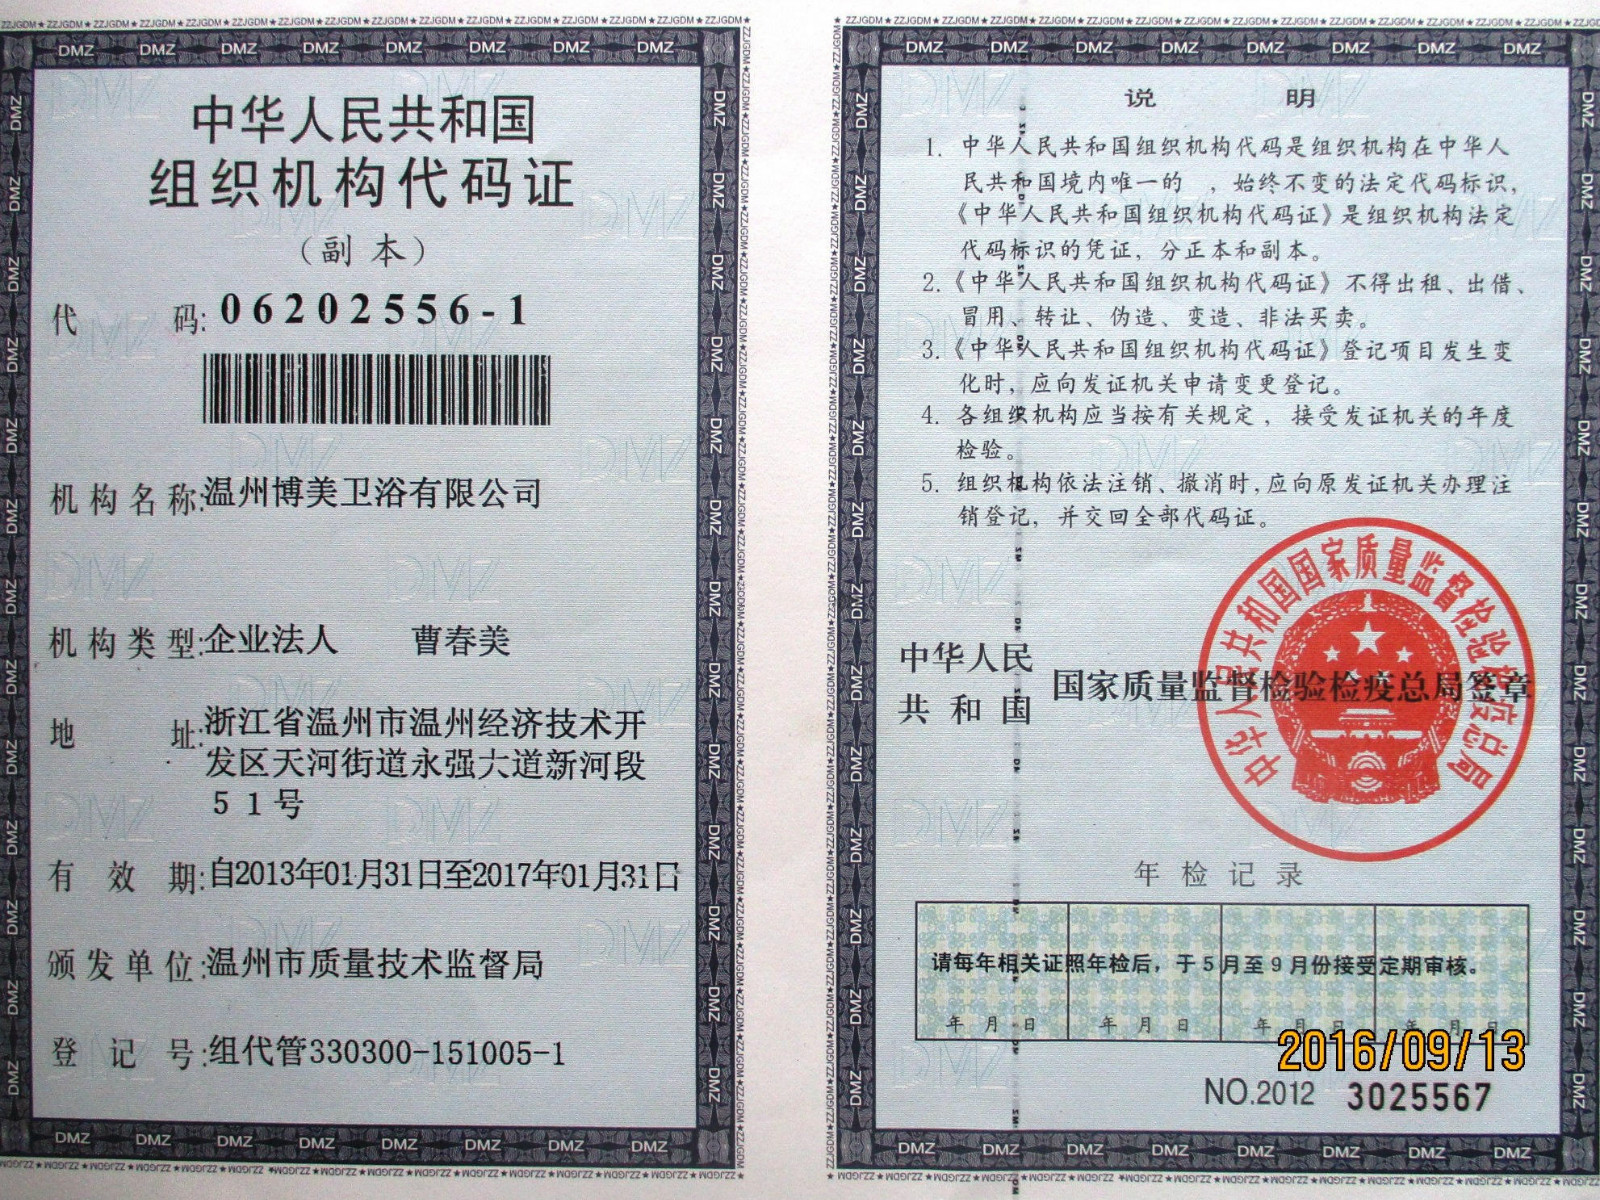 中华人民共和国
组织机构代码证
（副 本）
代 码: 06202556-1
机构名称: 温州博美卫浴有限公司
机构类型: 企业法人 曹春美
地 址: 浙江省温州市温州经济技术开
发区天河街道永强大道新河段
51号
有 效 期: 自2013年01月31日至2017年01月31日
颁发单位: 温州市质量技术监督局
登 记 号: 组代管330300-151005-1
说 明
1. 中华人民共和国组织机构代码是组织机构在中华人
民共和国境内唯一的 ，始终不变的法定代码标识，
《中华人民共和国组织机构代码证》是组织机构法定
代码标识的凭证，分正本和副本。
2.《中华人民共和国组织机构代码证》不得出租、出借、
冒用、转让、伪造、变造、非法买卖。
3.《中华人民共和国组织机构代码证》登记项目发生变
化时，应向发证机关申请变更登记。
4. 各组织机构应当按有关规定，接受发证机关的年度
检验。
5. 组织机构依法注销、撤消时，应向原发证机关办理注
销登记，并交回全部代码证。
中华人民
共和国
国家质量监督检验检疫总局签章
中华人民共和国国家质量监督检验检疫总局
年检记录
请每年相关证照年检后，于5月至9月份接受定期审核。
年 月 日 年 月 日 年 月 日 年 月 日
2016/09/13
NO.2012 3025567